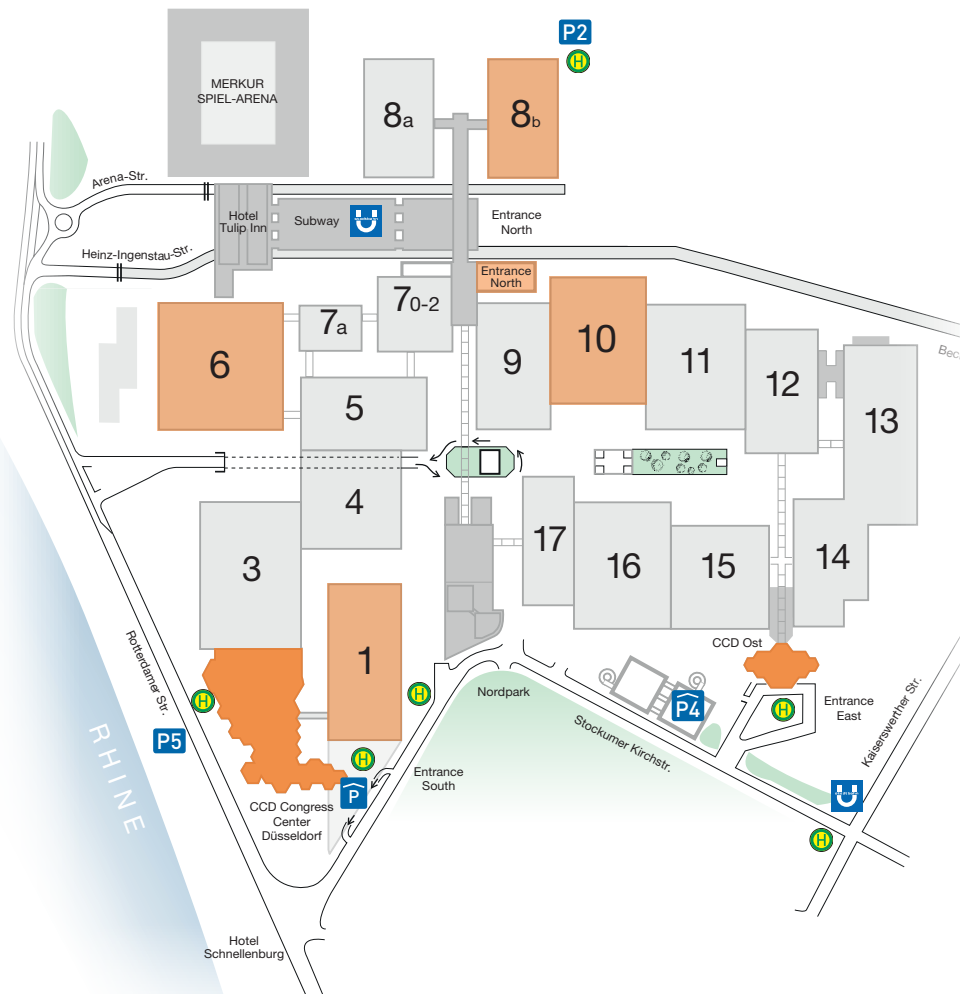 P2
H
MERKUR
SPIEL-ARENA
8a
8b
Arena-Str.
Hotel
Tulip Inn
Subway
U
Entrance
North
Heinz-Ingenstau-Str.
Entrance
North
6
7a
70-2
9
10
11
12
13
5
4
3
17
16
15
14
1
CCD Ost
Rotterdamer Str.
H
H
Nordpark
P4
H
Entrance
East
Kaiserswerther Str.
Stockumer Kirchstr.
P5
RHINE
H
P
Entrance
South
CCD Congress
Center
Düsseldorf
U
H
Hotel
Schnellenburg